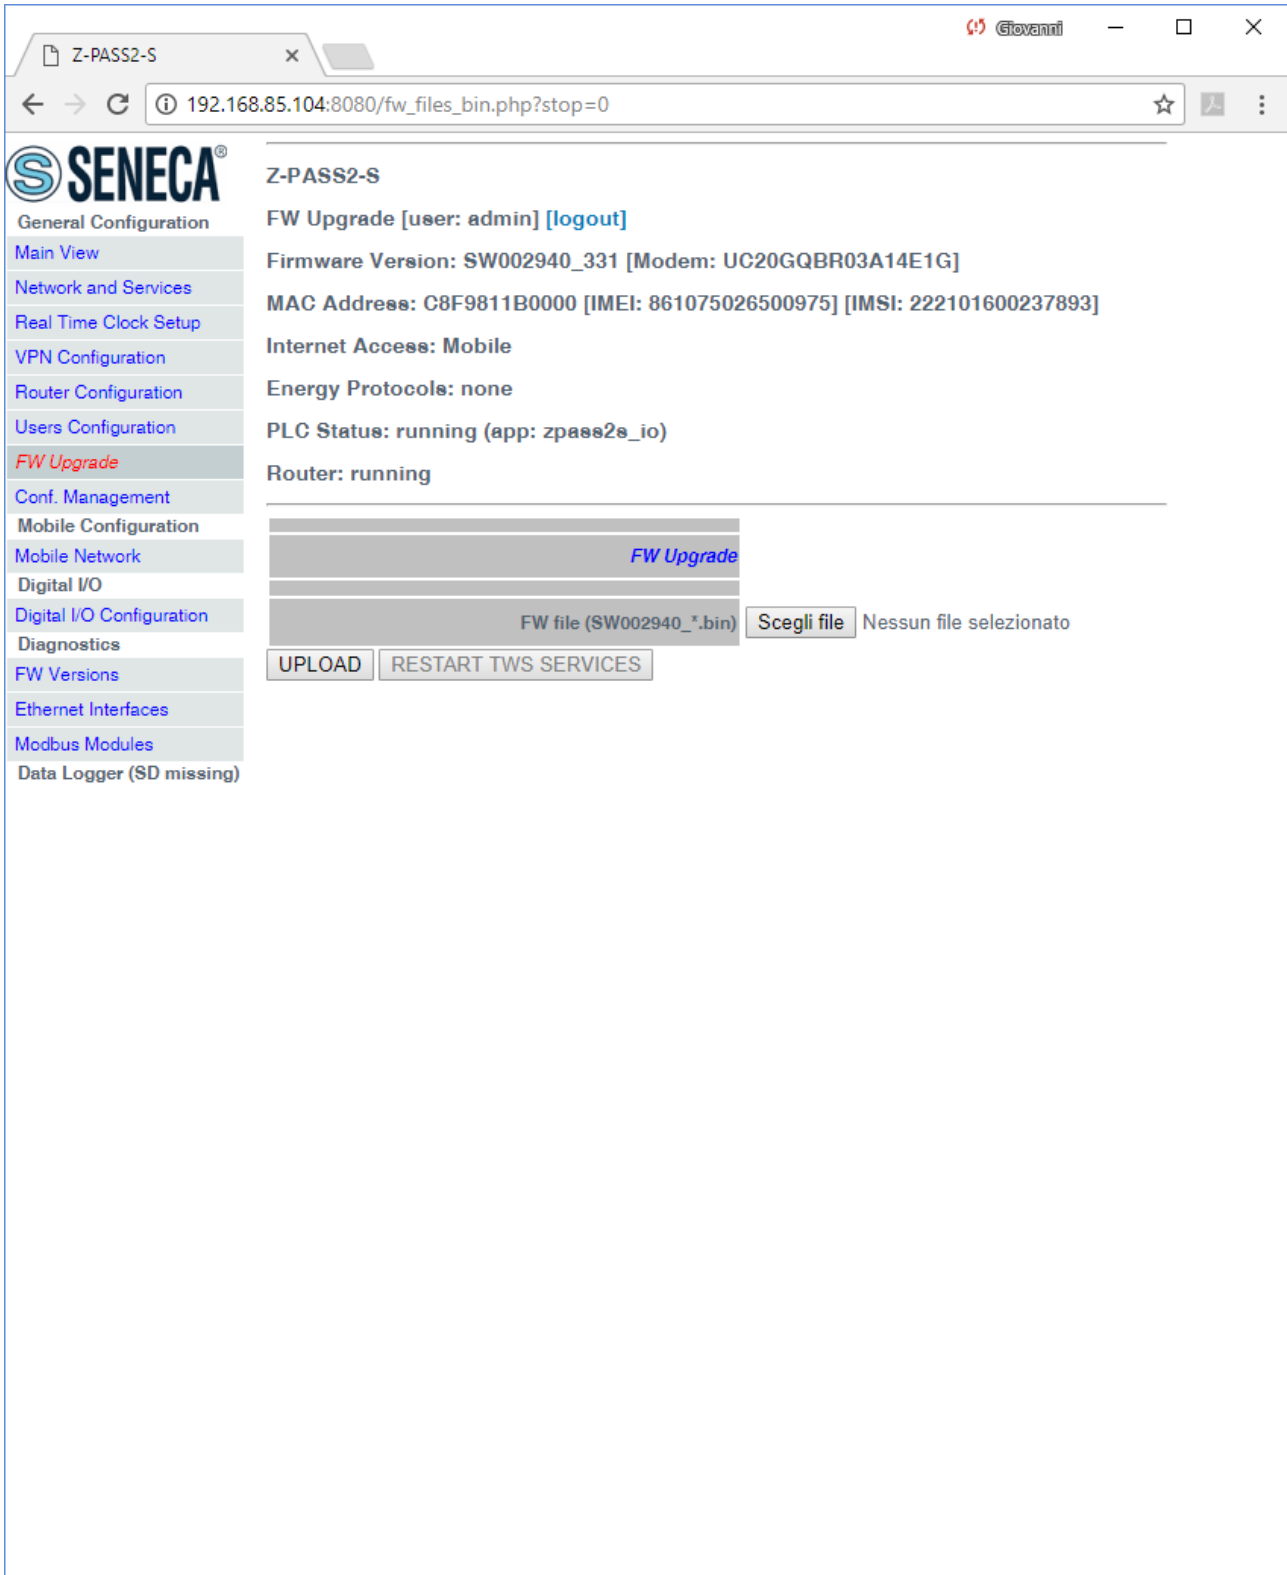 Giovanni
Z-PASS2-S
192.168.85.104:8080/fw_files_bin.php?stop=0
SENECA®
General Configuration
Main View
Network and Services
Real Time Clock Setup
VPN Configuration
Router Configuration
Users Configuration
FW Upgrade
Conf. Management
Mobile Configuration
Mobile Network
Digital I/O
Digital I/O Configuration
Diagnostics
FW Versions
Ethernet Interfaces
Modbus Modules
Data Logger (SD missing)
Z-PASS2-S
FW Upgrade [user: admin] [logout]
Firmware Version: SW002940_331 [Modem: UC20GQBR03A14E1G]
MAC Address: C8F9811B0000 [IMEI: 861075026500975] [IMSI: 222101600237893]
Internet Access: Mobile
Energy Protocols: none
PLC Status: running (app: zpass2s_io)
Router: running
FW Upgrade
FW file (SW002940_*.bin) Scegli file Nessun file selezionato
UPLOAD RESTART TWS SERVICES